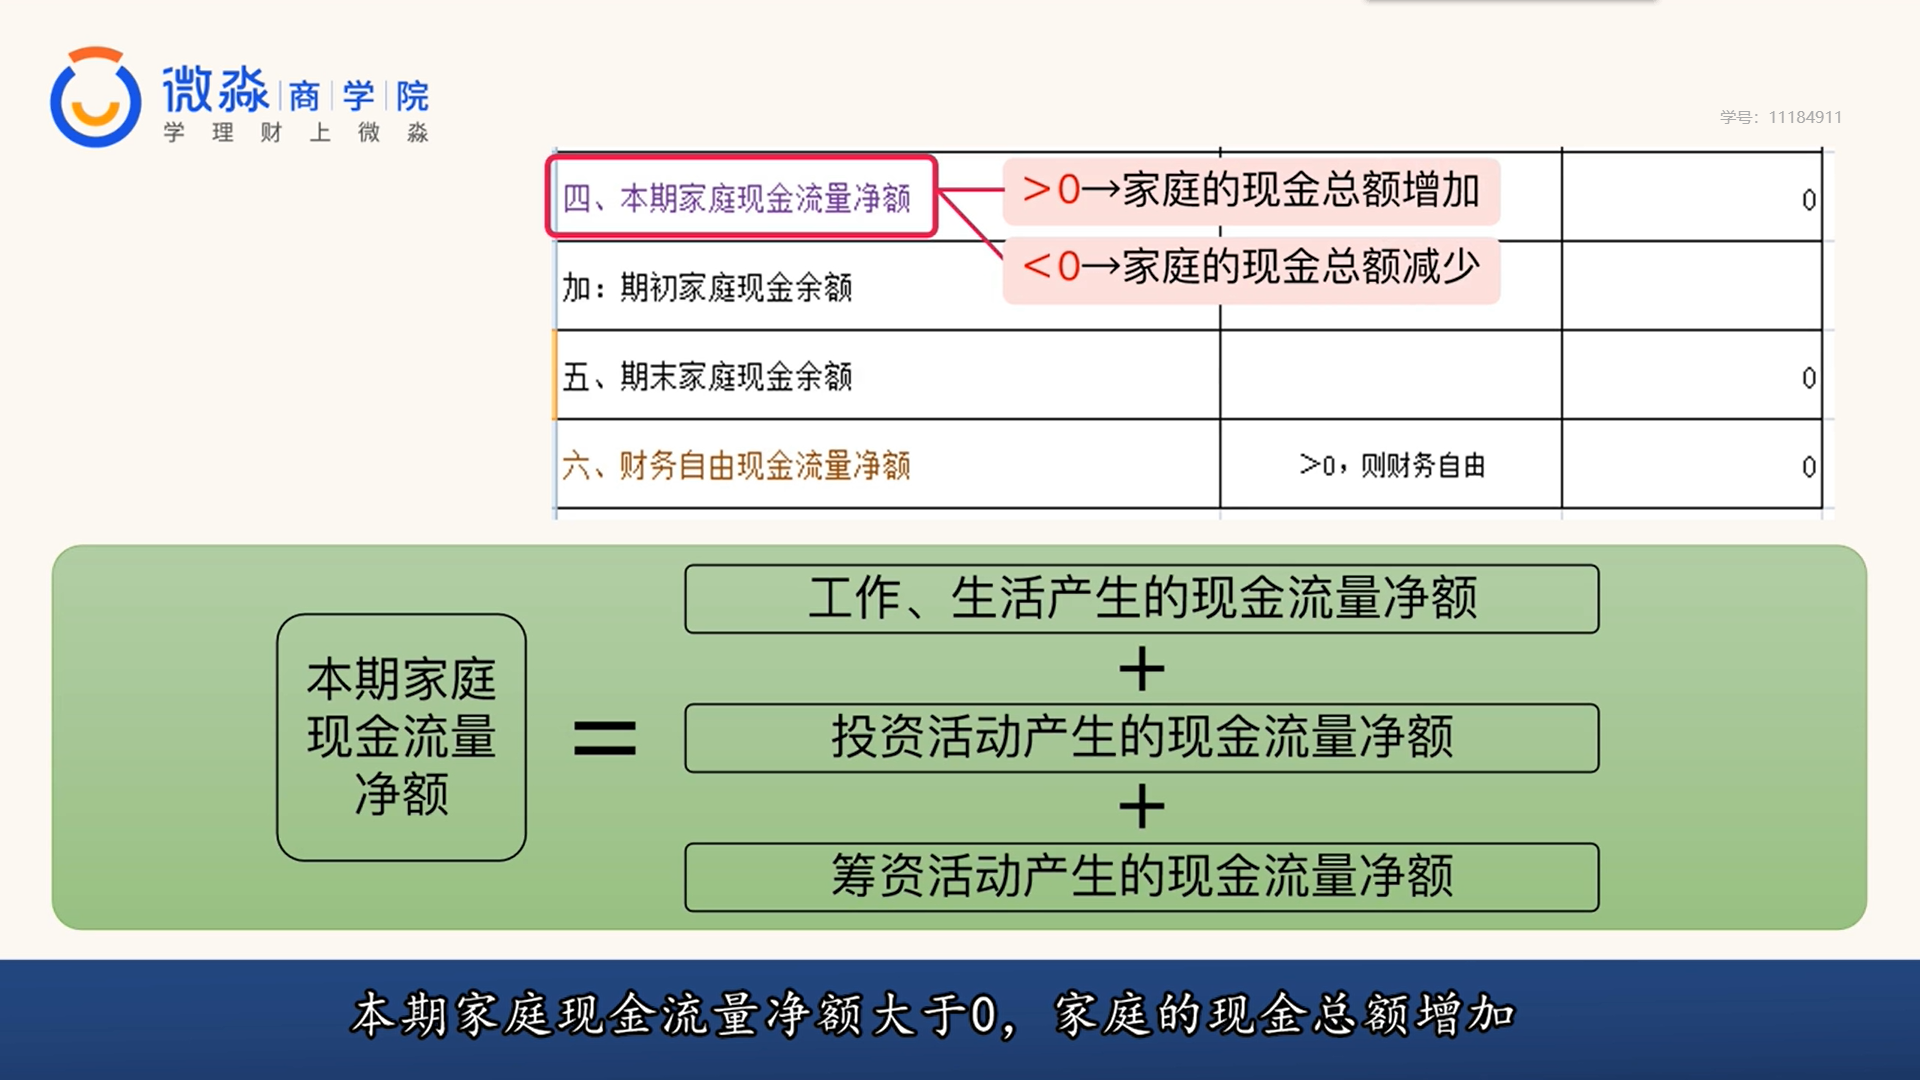 微淼 商 学 院
学 理 财 上 微 淼
学号：11184911
四、本期家庭现金流量净额
＞0→家庭的现金总额增加
0
＜0→家庭的现金总额减少
加：期初家庭现金余额
五、期末家庭现金余额
0
六、财务自由现金流量净额
>0，则财务自由
0
本期家庭
现金流量
净额
=
工作、生活产生的现金流量净额
+
投资活动产生的现金流量净额
+
筹资活动产生的现金流量净额
本期家庭现金流量净额大于0，家庭的现金总额增加